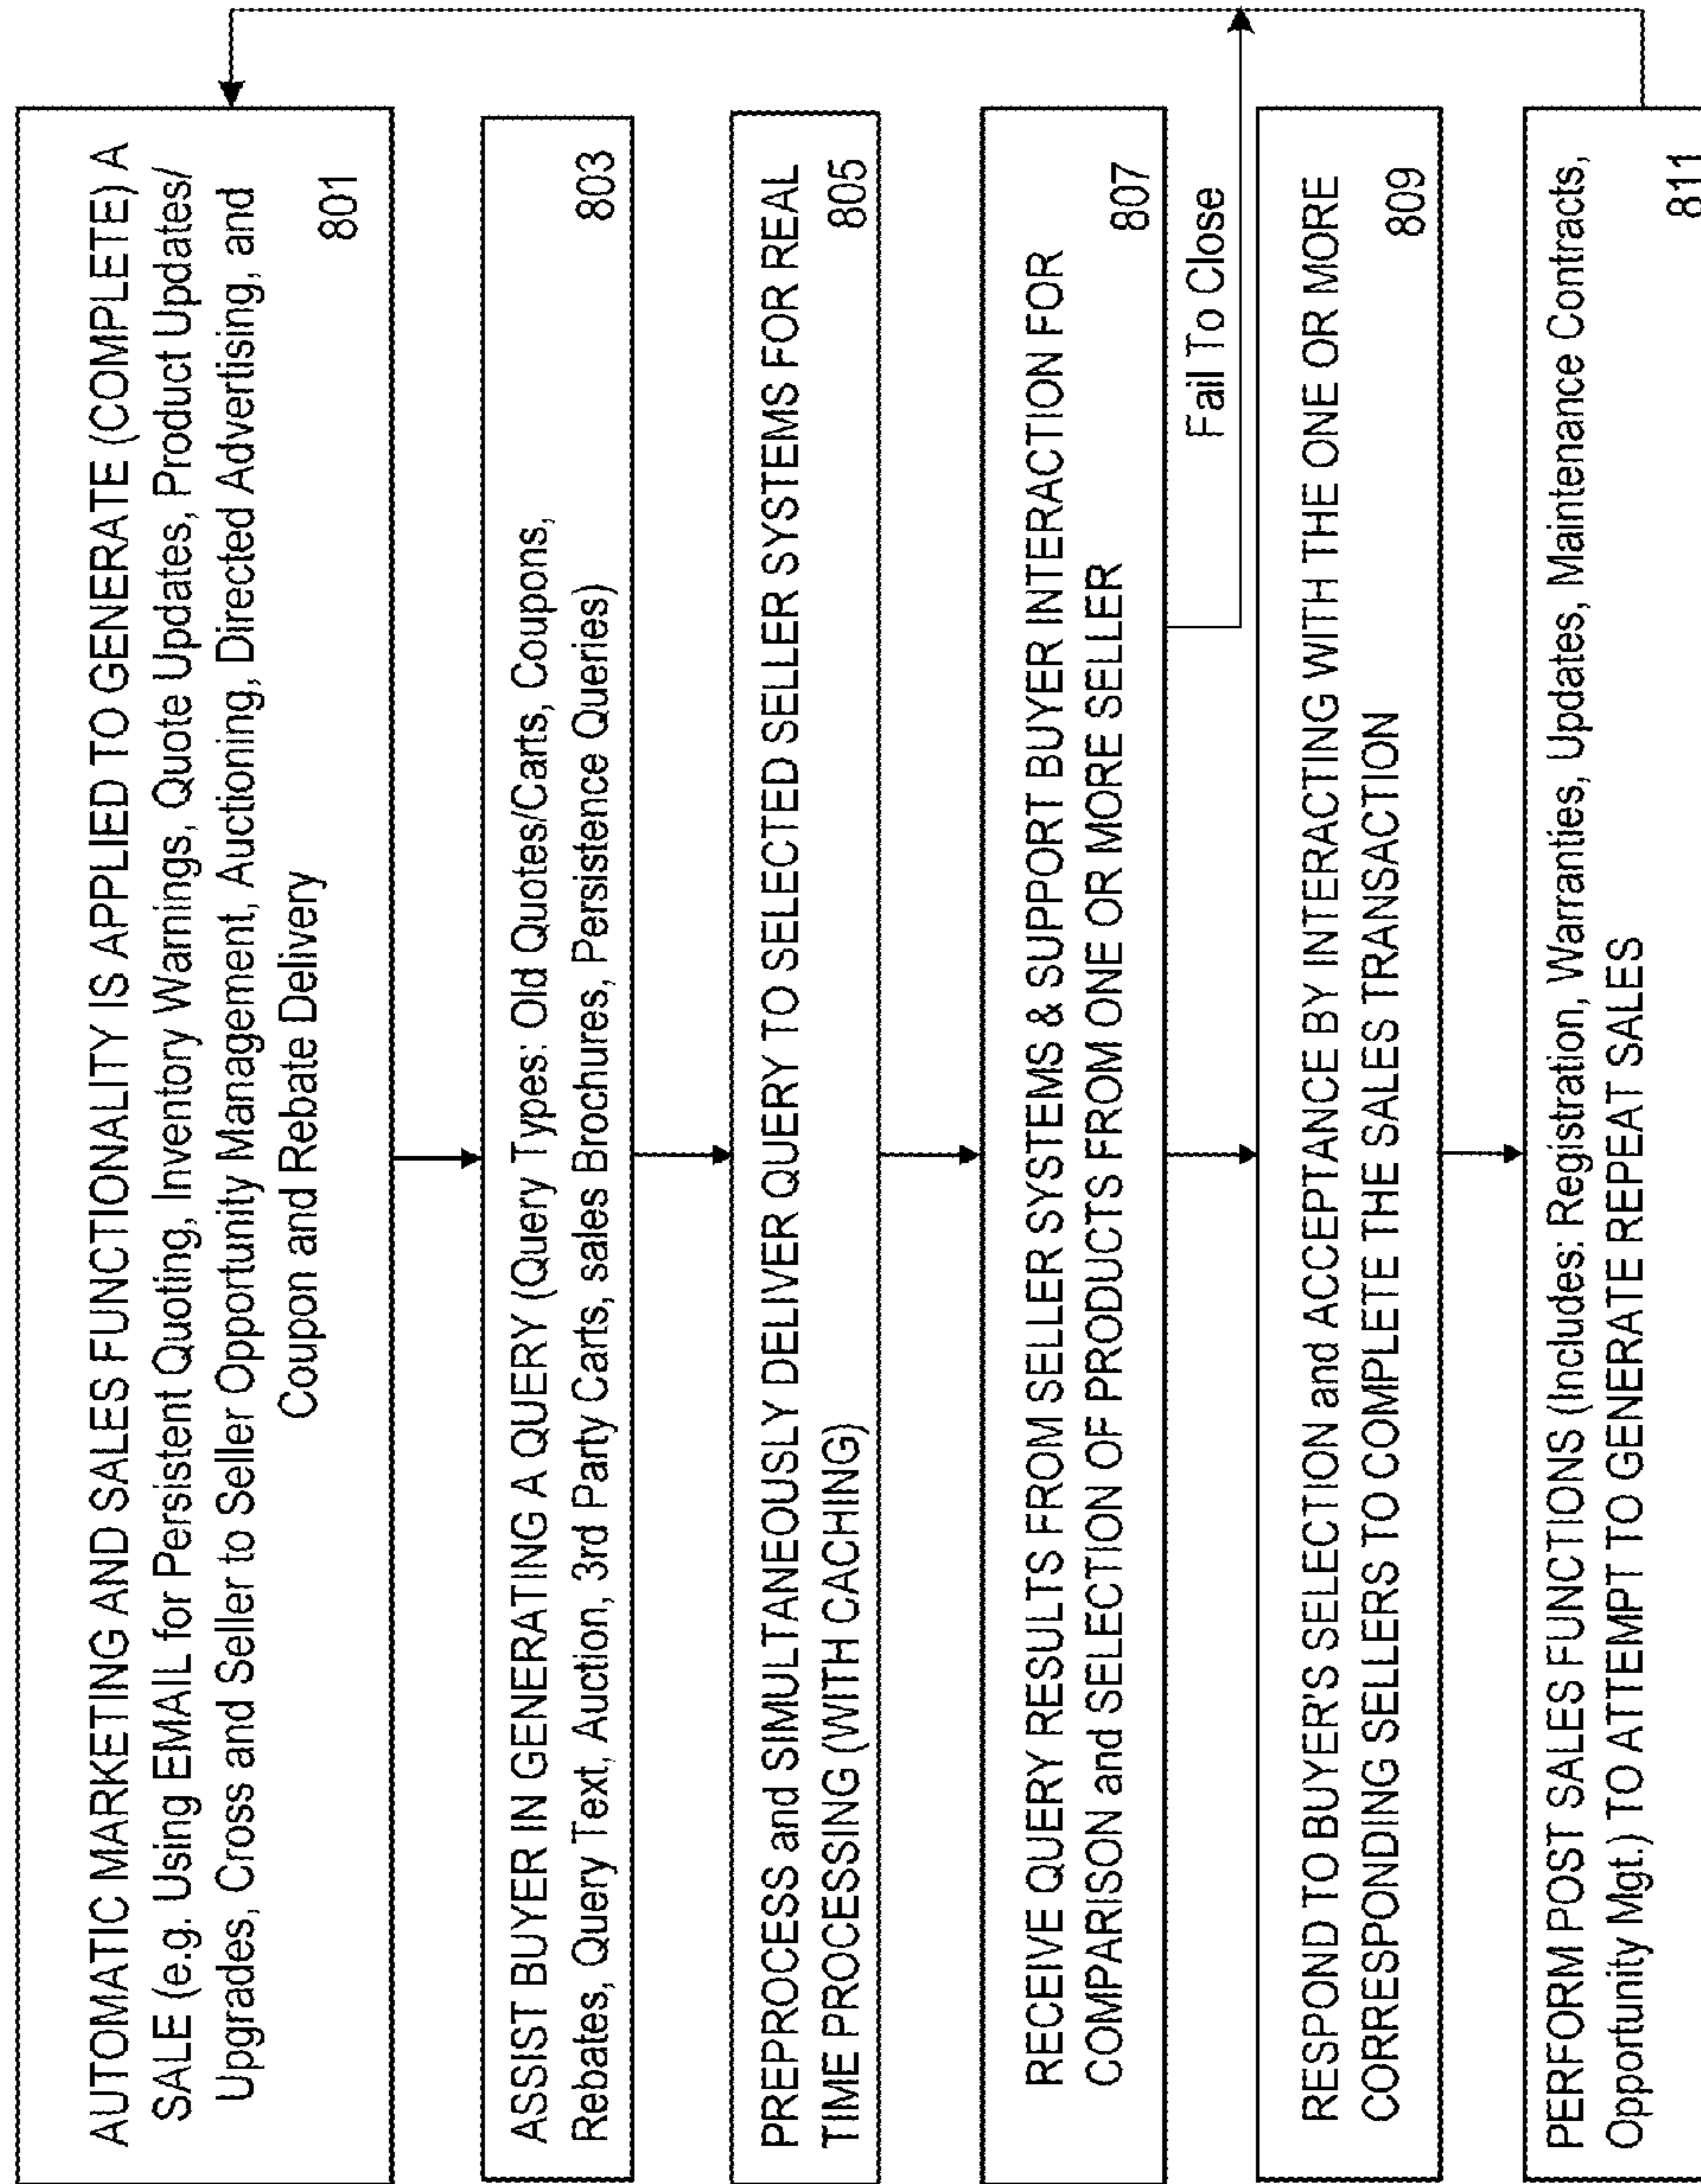 AUTOMATIC MARKETING AND SALES FUNCTIONALITY IS APPLIED TO GENERATE (COMPLETE) A
SALE (e.g. Using EMAIL for Persistent Quoting, Inventory Warnings, Quote Updates, Product Updates/
Upgrades, Cross and Seller to Seller Opportunity Management, Auctioning, Directed Advertising, and
Coupon and Rebate Delivery
801
ASSIST BUYER IN GENERATING A QUERY (Query Types: Old Quotes/Carts, Coupons,
Rebates, Query Text, Auction, 3rd Party Carts, sales Brochures, Persistence Queries)
803
PREPROCESS and SIMULTANEOUSLY DELIVER QUERY TO SELECTED SELLER SYSTEMS FOR REAL
TIME PROCESSING (WITH CACHING)
805
RECEIVE QUERY RESULTS FROM SELLER SYSTEMS & SUPPORT BUYER INTERACTION FOR
COMPARISON and SELECTION OF PRODUCTS FROM ONE OR MORE SELLER
807
Fail To Close
RESPOND TO BUYER'S SELECTION and ACCEPTANCE BY INTERACTING WITH THE ONE OR MORE
CORRESPONDING SELLERS TO COMPLETE THE SALES TRANSACTION
809
PERFORM POST SALES FUNCTIONS (Includes: Registration, Warranties, Updates, Maintenance Contracts,
Opportunity Mgt.) TO ATTEMPT TO GENERATE REPEAT SALES
811